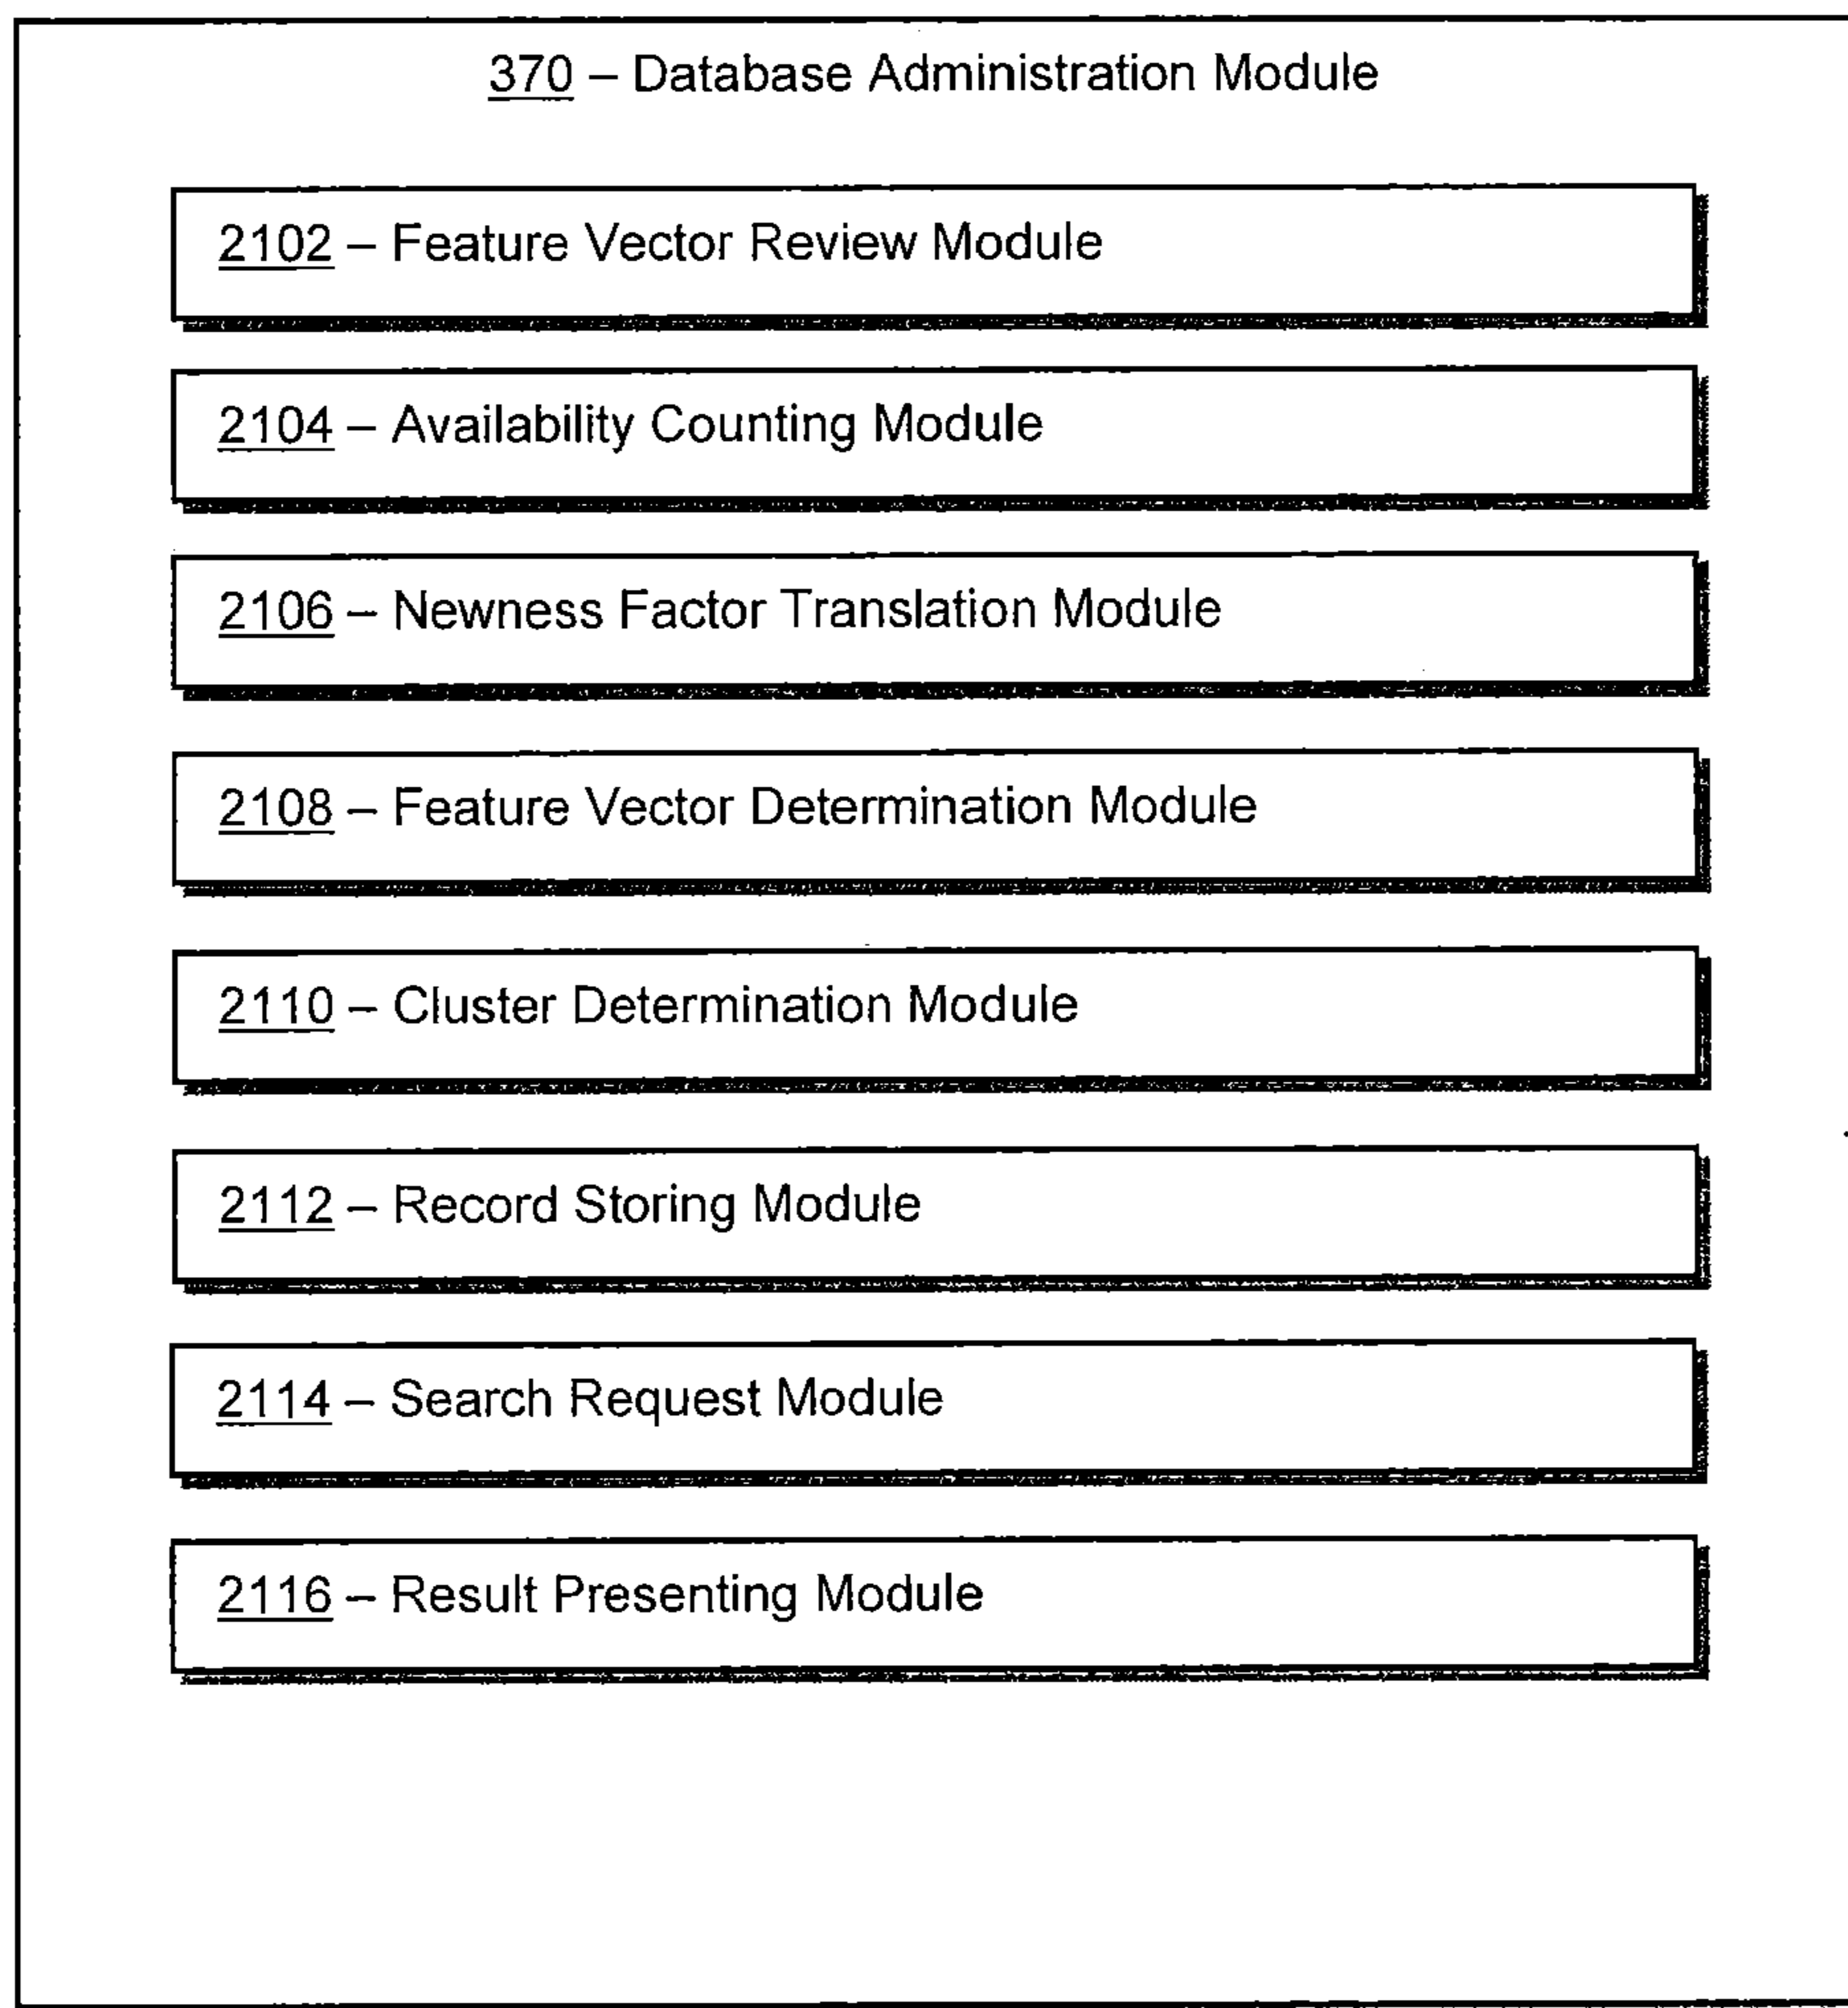 370 – Database Administration Module
2102 – Feature Vector Review Module
2104 – Availability Counting Module
2106 – Newness Factor Translation Module
2108 – Feature Vector Determination Module
2110 – Cluster Determination Module
2112 – Record Storing Module
2114 – Search Request Module
2116 – Result Presenting Module